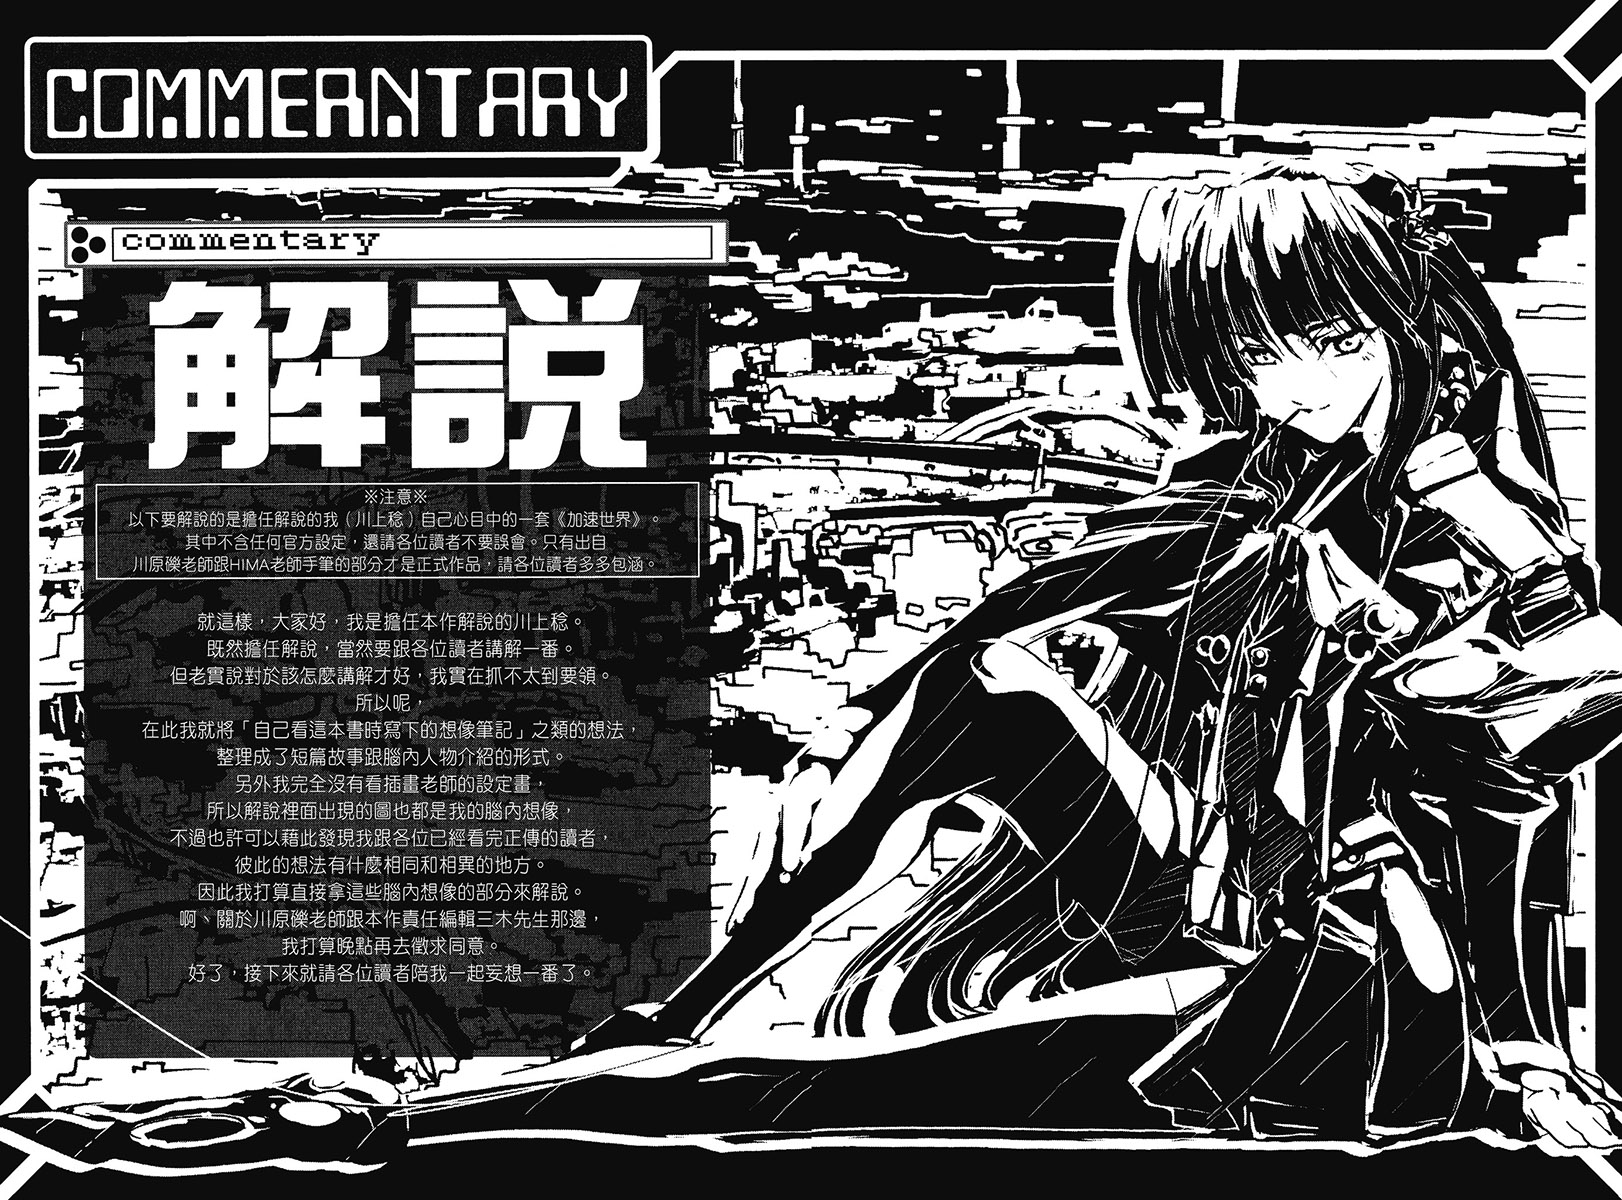 COMMERNTARY
commentary
解説
※注意※
以下要解說的是擔任解說的我（川上稔）自己心目中的一套《加速世界》。
其中不含任何官方設定，還請各位讀者不要誤會。只有出自
川原礫老師跟HIMA老師手筆的部分才是正式作品，請各位讀者多多包涵。
就這樣，大家好，我是擔任本作解說的川上稔。
既然擔任解說，當然要跟各位讀者講解一番。
但老實說對於該怎麼講解才好，我實在抓不太到要領。
所以呢，
在此我就將「自己看這本書時寫下的想像筆記」之類的想法，
整理成了短篇故事跟腦內人物介紹的形式。
另外我完全沒有看插畫老師的設定畫，
所以解說裡面出現的圖也都是我的腦內想像，
不過也許可以藉此發現我跟各位已經看完正傳的讀者，
彼此的想法有什麼相同和相異的地方。
因此我打算直接拿這些腦內想像的部分來解說。
啊、關於川原礫老師跟本作責任編輯三木先生那邊，
我打算晚點再去徵求同意。
好了，接下來就請各位讀者陪我一起妄想一番了。